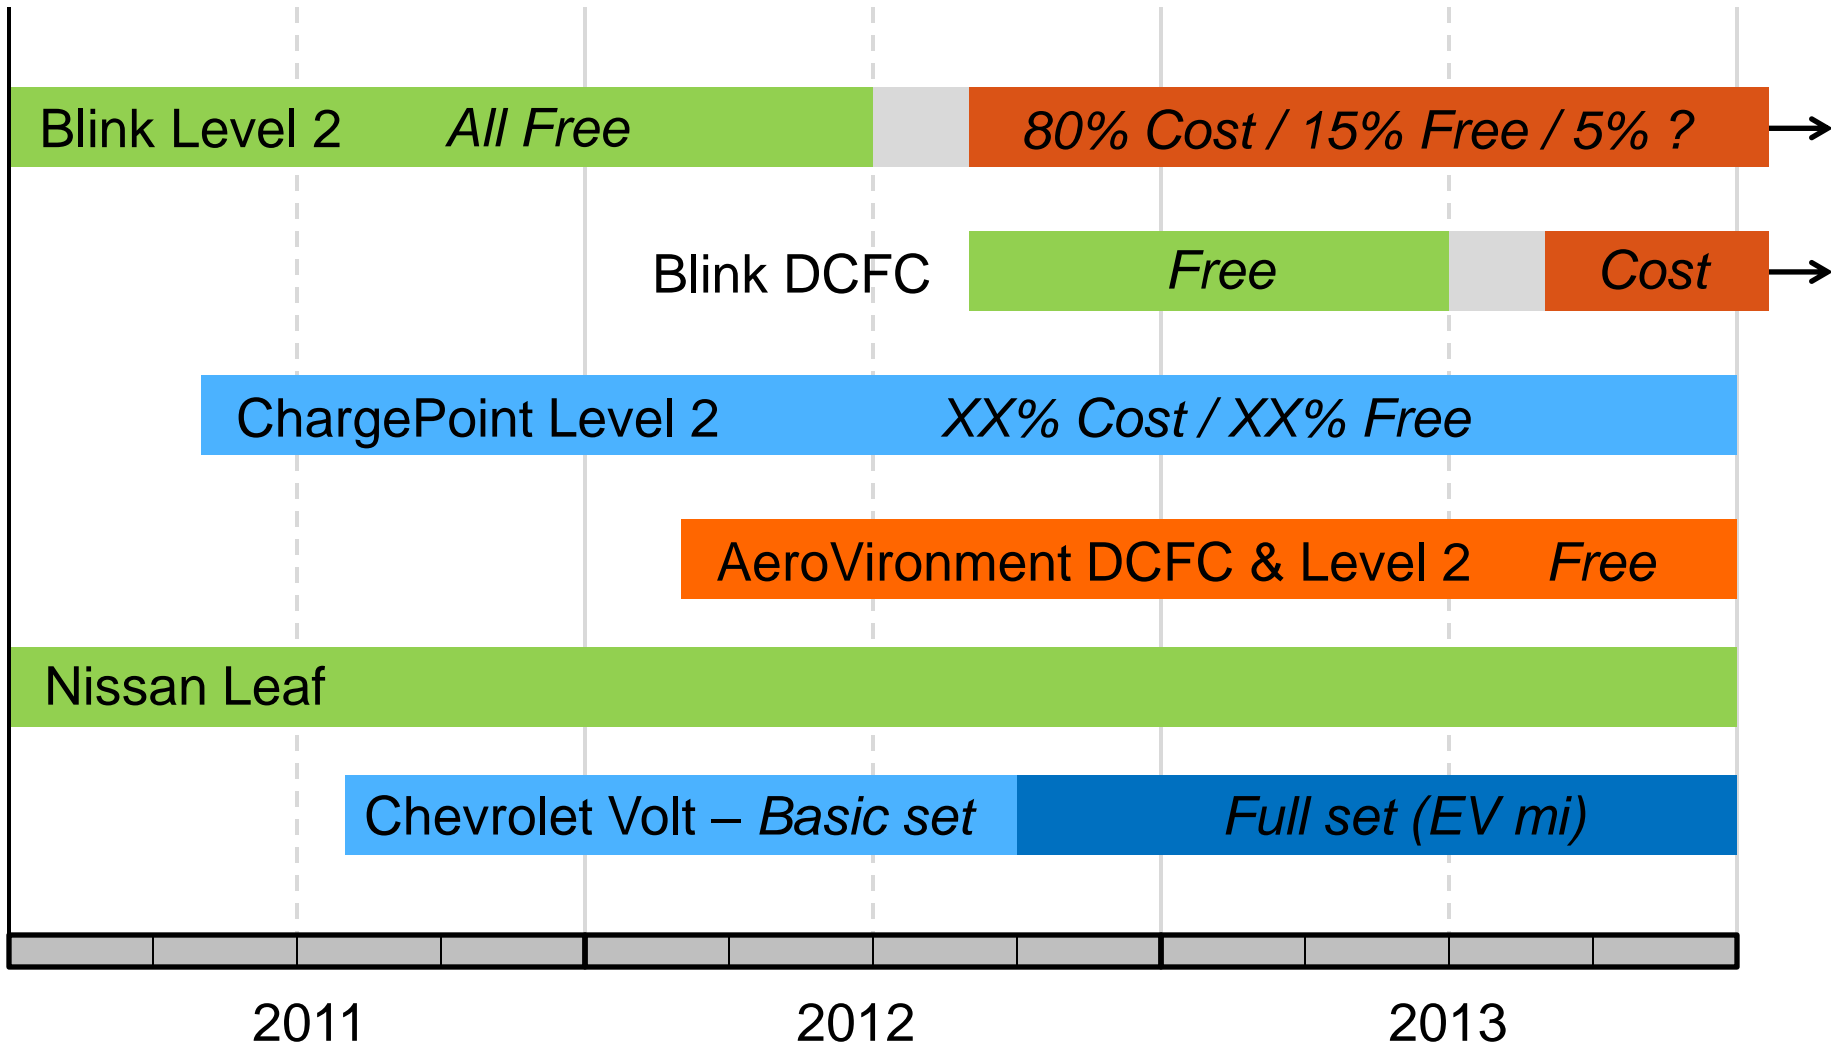 Blink Level 2 All Free 80% Cost / 15% Free / 5% ?
Blink DCFC Free Cost
ChargePoint Level 2 XX% Cost / XX% Free
AeroVironment DCFC & Level 2 Free
Nissan Leaf
Chevrolet Volt – Basic set Full set (EV mi)
2011 2012 2013